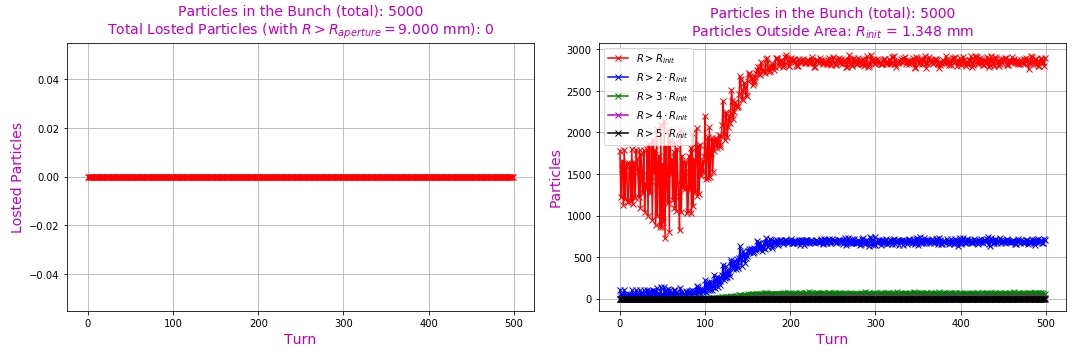 Particles in the Bunch (total): 5000
Total Losted Particles (with R > R_aperture = 9.000 mm): 0
0.04
0.02
0.00
−0.02
−0.04
Losted Particles
0 100 200 300 400 500
Turn
Particles in the Bunch (total): 5000
Particles Outside Area: R_init = 1.348 mm
R > R_init
R > 2 · R_init
R > 3 · R_init
R > 4 · R_init
R > 5 · R_init
3000
2500
2000
1500
1000
500
0
Particles
0 100 200 300 400 500
Turn